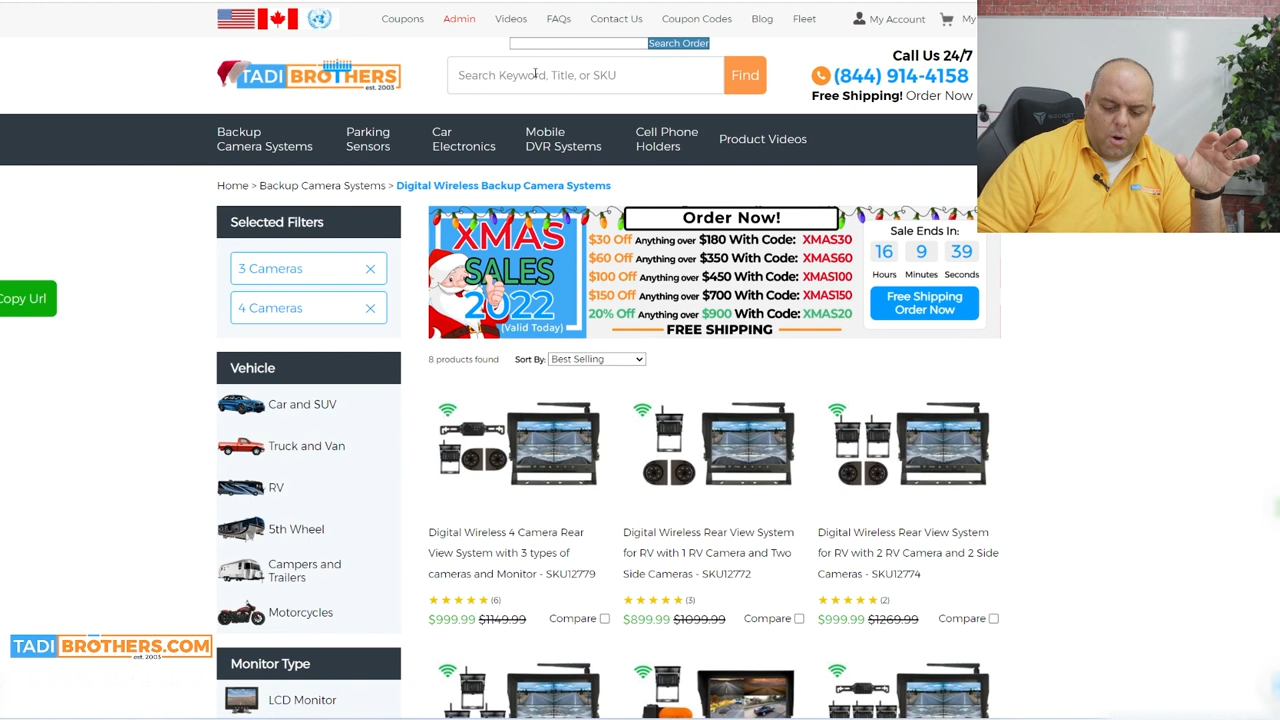 Coupons Admin Videos FAQs Contact Us Coupon Codes Blog Fleet My Account My
Search Order
TADIBROTHERS
est. 2003
Search Keyword, Title, or SKU Find
Call Us 24/7
(844) 914-4158
Free Shipping! Order Now
Backup Camera Systems
Parking Sensors
Car Electronics
Mobile DVR Systems
Cell Phone Holders
Product Videos
Home > Backup Camera Systems > Digital Wireless Backup Camera Systems
Selected Filters
3 Cameras
4 Cameras
Copy Url
Vehicle
Car and SUV
Truck and Van
RV
5th Wheel
Campers and
Trailers
Motorcycles
Monitor Type
LCD Monitor
XMAS
SALES
2022
(Valid Today)
Order Now!
$30 Off Anything over $180 With Code: XMAS30
$60 Off Anything over $350 With Code: XMAS60
$100 Off Anything over $450 With Code: XMAS100
$150 Off Anything over $700 With Code: XMAS150
20% Off Anything over $900 With Code: XMAS20
FREE SHIPPING
Sale Ends In:
16 9 39
Hours Minutes Seconds
Free Shipping
Order Now
8 products found Sort By: Best Selling
Digital Wireless 4 Camera Rear
View System with 3 types of
cameras and Monitor - SKU12779
(6)
$999.99 $1149.99 Compare
Digital Wireless Rear View System
for RV with 1 RV Camera and Two
Side Cameras - SKU12772
(3)
$899.99 $1099.99 Compare
Digital Wireless Rear View System
for RV with 2 RV Camera and 2 Side
Cameras - SKU12774
(2)
$999.99 $1269.99 Compare
TADIBROTHERS.COM
est. 2003